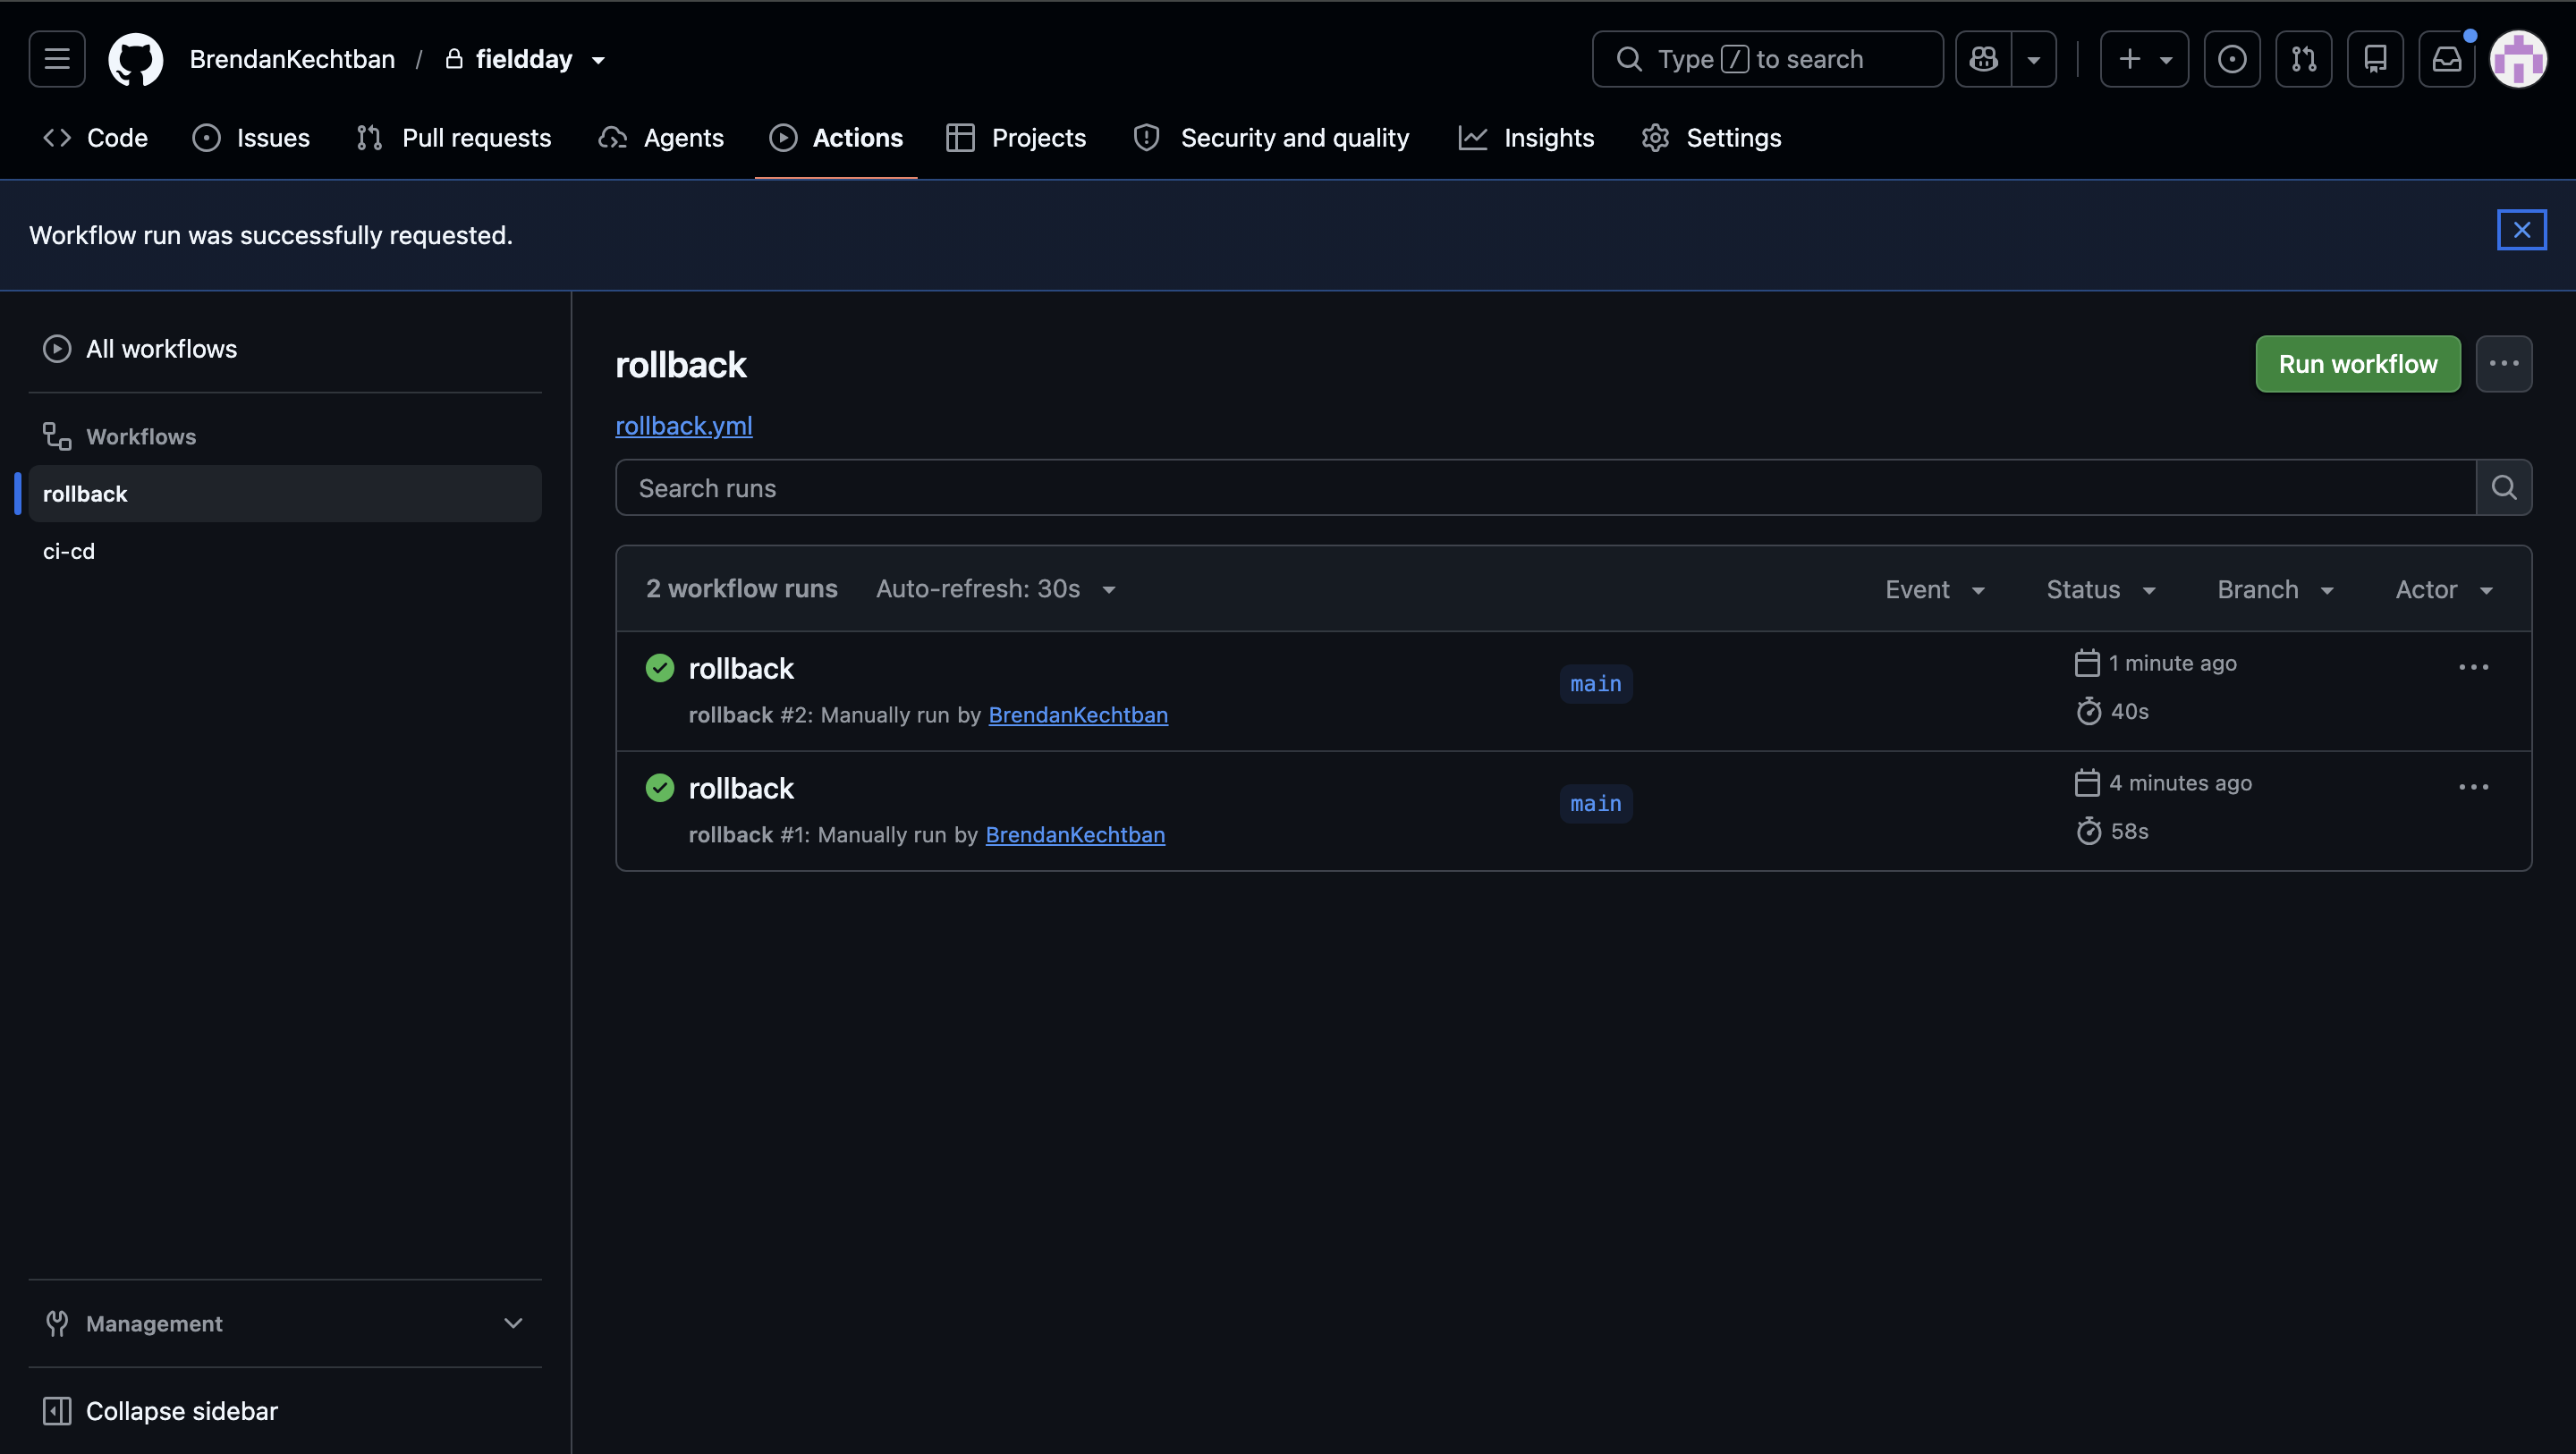 BrendanKechtban / fieldday
Type / to search
Code Issues Pull requests Agents Actions Projects Security and quality Insights Settings
Workflow run was successfully requested.
All workflows
Workflows
rollback
ci-cd
Management
Collapse sidebar
rollback
Run workflow
rollback.yml
Search runs
2 workflow runs Auto-refresh: 30s Event Status Branch Actor
rollback
main
1 minute ago
rollback #2: Manually run by BrendanKechtban
40s
rollback
main
4 minutes ago
rollback #1: Manually run by BrendanKechtban
58s